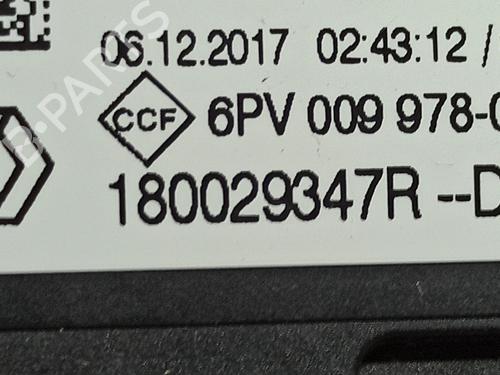 06.12.2017 02:43:12 /
CCF 6PV 009 978-0
180029347R --D
B-PARTS